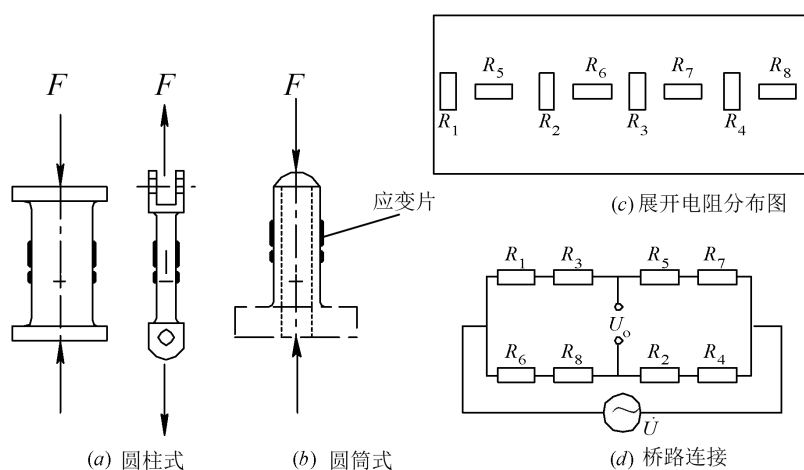 F
F
F
应变片
(a) 圆柱式
(b) 圆筒式
R₅ R₆ R₇ R₈
R₁ R₂ R₃ R₄
(c) 展开电阻分布图
R₁ R₃ R₅ R₇
Uₒ
R₆ R₈ R₂ R₄
~
U̇
(d) 桥路连接